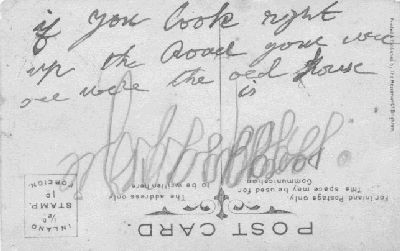 if you look right
up the Road
see were the old house
is
POST CARD.
For Inland Postage only
This space may be used for
Communication
The address only
to be written here
INLAND
½D
STAMP.
1D
FOREIGN